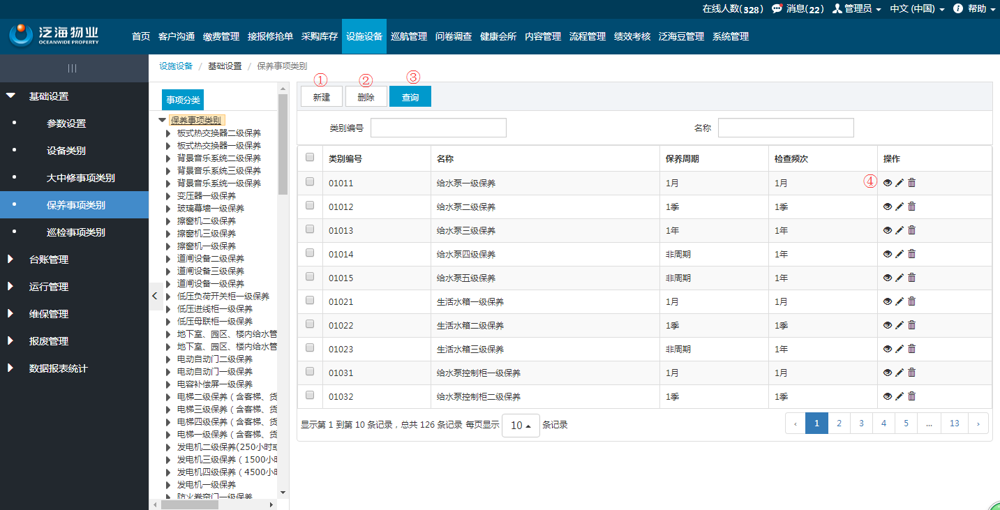 在线人数(328) 消息(22) 管理员 中文 (中国) 帮助
泛海物业
OCEANWIDE PROPERTY
首页 客户沟通 缴费管理 接报修抢单 采购库存 设施设备 巡航管理 问卷调查 健康会所 内容管理 流程管理 绩效考核 泛海豆管理 系统管理
基础设置
参数设置
设备类别
大中修事项类别
保养事项类别
巡检事项类别
台账管理
运行管理
维保管理
报废管理
数据报表统计
设施设备 / 基础设置 / 保养事项类别
事项分类
保养事项类别
板式热交换器二级保养
板式热交换器一级保养
背景音乐系统二级保养
背景音乐系统三级保养
背景音乐系统一级保养
变压器一级保养
玻璃幕墙一级保养
擦窗机二级保养
擦窗机三级保养
擦窗机一级保养
道闸设备二级保养
道闸设备三级保养
道闸设备一级保养
低压负荷开关柜一级保养
低压进线柜一级保养
低压母联柜一级保养
地下室、园区、楼内给水管
地下室、园区、楼内给水管
电动自动门二级保养
电动自动门一级保养
电容补偿屏一级保养
电梯二级保养（含客梯、货
电梯三级保养（含客梯、货
电梯四级保养（含客梯、货
电梯一级保养（含客梯、货
发电机二级保养(250小时或
发电机三级保养（1500小时
发电机四级保养（4500小时
发电机一级保养
防火卷帘门一级保养
① ② ③
新建 删除 查询
类别编号 名称
类别编号 名称 保养周期 检查频次 操作
01011 给水泵一级保养 1月 1月 ④
01012 给水泵二级保养 1季 1季
01013 给水泵三级保养 1年 1年
01014 给水泵四级保养 非周期 1年
01015 给水泵五级保养 非周期 1年
01021 生活水箱一级保养 1月 1月
01022 生活水箱二级保养 1季 1季
01023 生活水箱三级保养 非周期 1年
01031 给水泵控制柜一级保养 1月 1月
01032 给水泵控制柜二级保养 1季 1季
显示第 1 到第 10 条记录，总共 126 条记录 每页显示 10 条记录
‹ 1 2 3 4 5 ... 13 ›